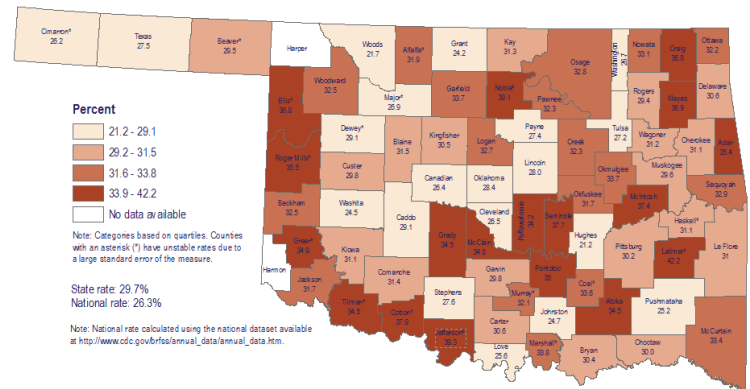 Cimarron*
26.2
Texas
27.5
Beaver*
29.5
Harper
Woods
21.7
Alfalfa*
31.9
Grant
24.2
Kay
31.3
Osage
32.8
Washington
26.7
Nowata
33.1
Craig
36.8
Ottawa
32.2
Ellis*
36.8
Woodward
32.5
Major*
26.9
Garfield
33.7
Noble*
39.1
Pawnee
32.3
Rogers
29.4
Mayes
36.9
Delaware
30.6
Percent
21.2 - 29.1
29.2 - 31.5
31.6 - 33.8
33.9 - 42.2
No data available
Note: Categories based on quartiles. Counties
with an asterisk (*) have unstable rates due to
a large standard error of the measure.
State rate: 29.7%
National rate: 26.3%
Note: National rate calculated using the national dataset available
at http://www.cdc.gov/brfss/annual_data/annual_data.htm.
Dewey*
29.1
Blaine
31.5
Kingfisher
30.5
Logan
32.7
Payne
27.4
Creek
32.3
Tulsa
27.2
Wagoner
31.2
Cherokee
31.1
Adair
Roger Mills*
Custer
29.8
Canadian
26.4
Oklahoma
28.4
Lincoln
28.0
Okmulgee
33.7
Muskogee
29.6
Sequoyah
32.9
Beckham
32.5
Washita
24.5
Caddo
29.1
Cleveland
26.5
Pottawatomie
34.2
Seminole
37.7
Okfuskee
31.7
McIntosh
37.4
Haskell*
31.1
Greer*
34.9
Kiowa
31.1
Grady
34.5
McClain
34.8
Hughes
21.2
Pittsburg
30.2
Latimer*
42.2
Le Flore
31
Harmon
Jackson
31.7
Comanche
31.4
Garvin
29.8
Pontotoc
35
Coal*
33.6
Tillman*
34.5
Cotton*
37.9
Stephens
27.6
Murray*
32.1
Johnston
24.7
Atoka
34.5
Pushmataha
25.2
McCurtain
33.4
Jefferson*
39.3
Carter
30.6
Love
25.6
Marshall*
33.8
Bryan
30.4
Choctaw
30.0